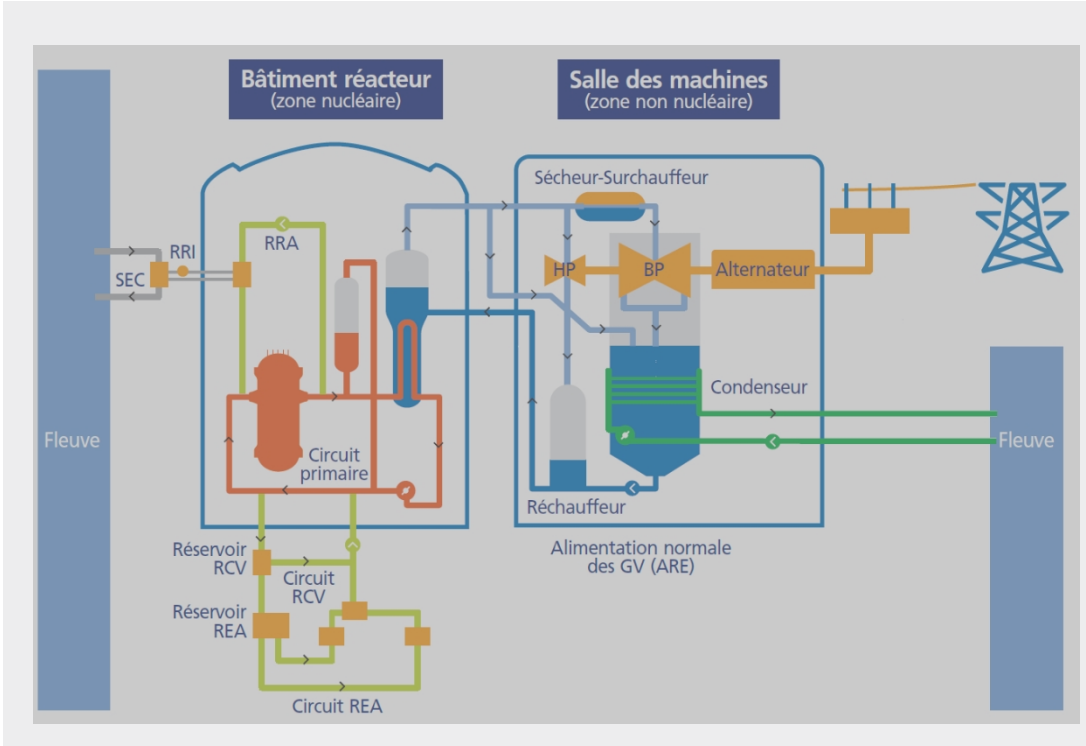 Bâtiment réacteur
(zone nucléaire)
Salle des machines
(zone non nucléaire)
Sécheur-Surchauffeur
RRI
RRA
SEC
HP
BP
Alternateur
Condenseur
Fleuve
Fleuve
Circuit
primaire
Réchauffeur
Réservoir
RCV
Circuit
RCV
Alimentation normale
des GV (ARE)
Réservoir
REA
Circuit REA